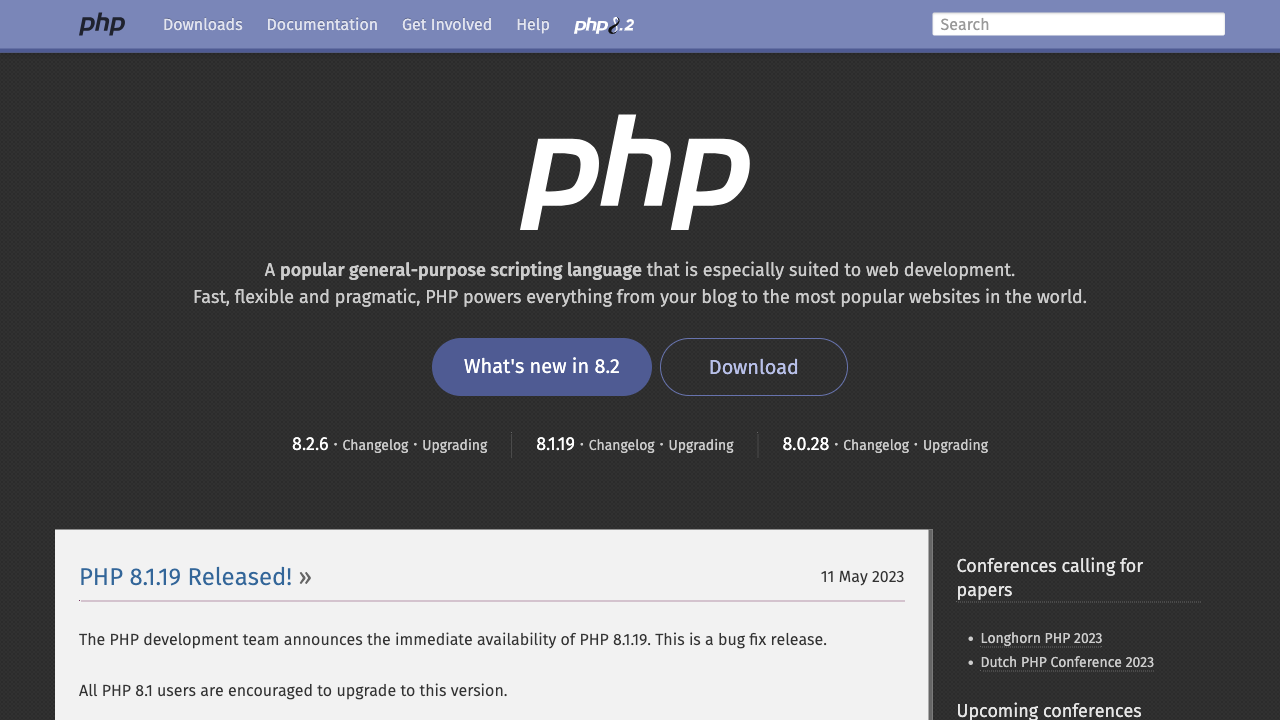 php Downloads Documentation Get Involved Help php8.2 Search
php
A popular general-purpose scripting language that is especially suited to web development.
Fast, flexible and pragmatic, PHP powers everything from your blog to the most popular websites in the world.
What's new in 8.2 Download
8.2.6 · Changelog · Upgrading 8.1.19 · Changelog · Upgrading 8.0.28 · Changelog · Upgrading
PHP 8.1.19 Released! » 11 May 2023
The PHP development team announces the immediate availability of PHP 8.1.19. This is a bug fix release.
All PHP 8.1 users are encouraged to upgrade to this version.
Conferences calling for
papers
• Longhorn PHP 2023
• Dutch PHP Conference 2023
Upcoming conferences